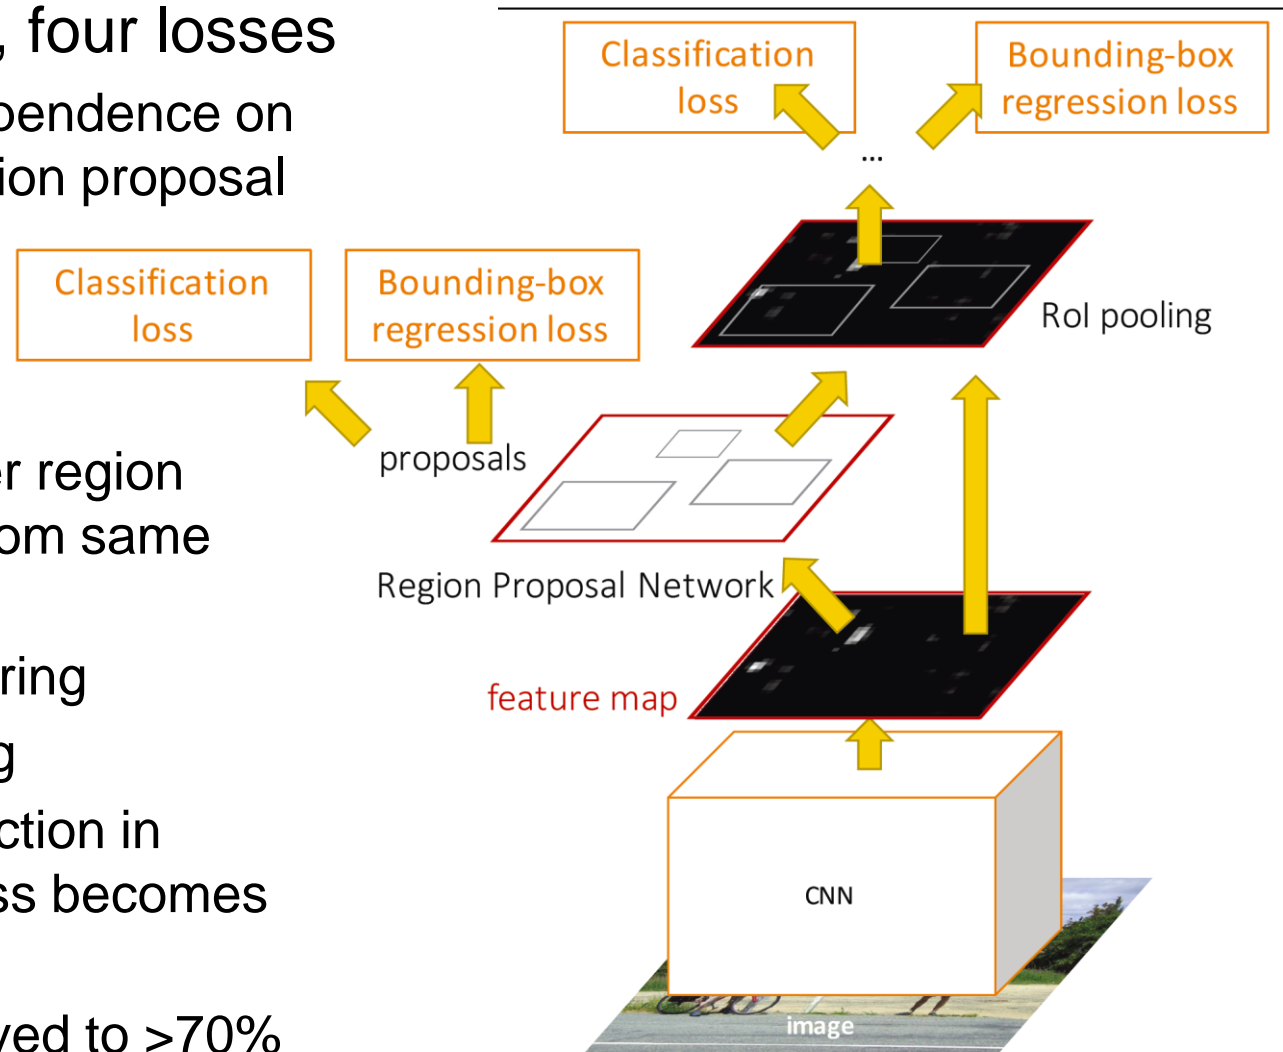 , four losses
pendence on
ion proposal
er region
om same
ring
g
ction in
ss becomes
ved to >70%
Classification
loss
Bounding-box
regression loss
...
RoI pooling
Classification
loss
Bounding-box
regression loss
proposals
Region Proposal Network
feature map
CNN
image